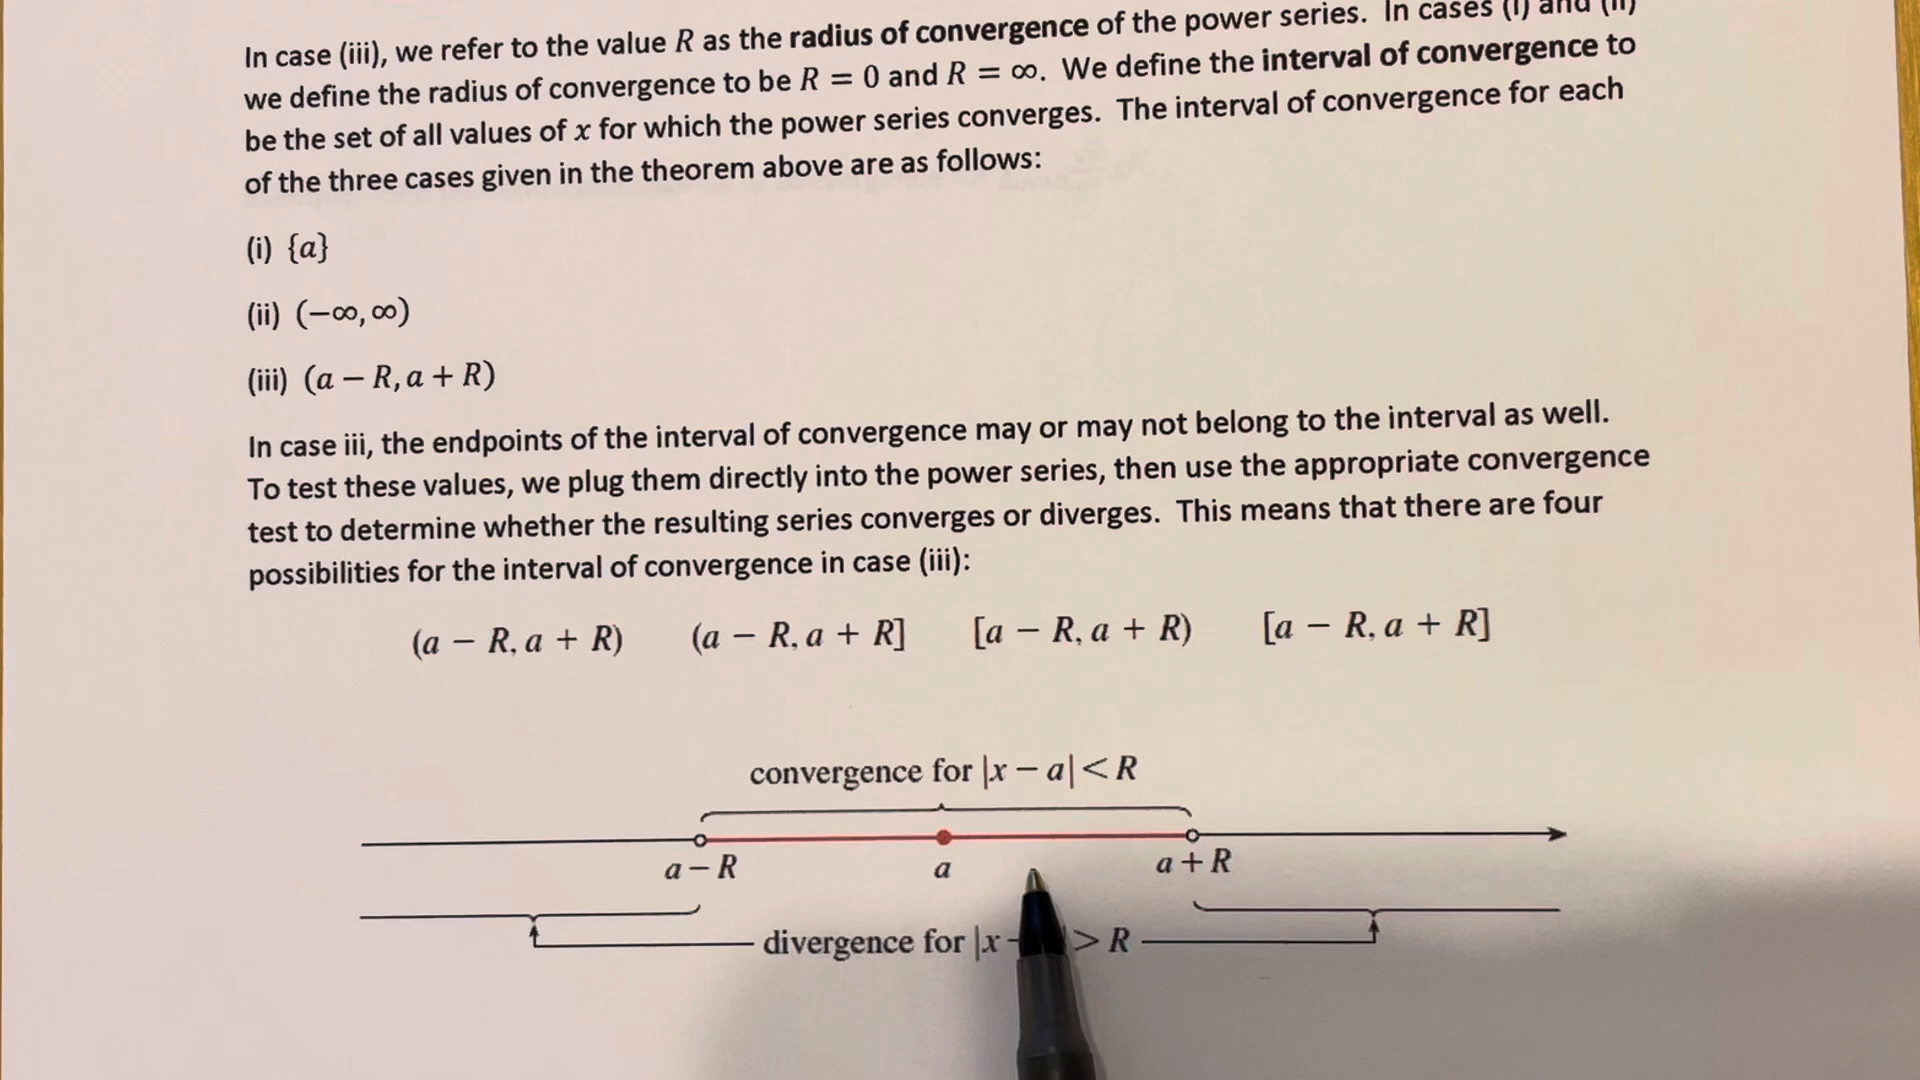 In case (iii), we refer to the value R as the radius of convergence of the power series. In cases (i) and (ii)
we define the radius of convergence to be R = 0 and R = ∞. We define the interval of convergence to
be the set of all values of x for which the power series converges. The interval of convergence for each
of the three cases given in the theorem above are as follows:
(i) {a}
(ii) (−∞, ∞)
(iii) (a − R, a + R)
In case iii, the endpoints of the interval of convergence may or may not belong to the interval as well.
To test these values, we plug them directly into the power series, then use the appropriate convergence
test to determine whether the resulting series converges or diverges. This means that there are four
possibilities for the interval of convergence in case (iii):
(a − R, a + R) (a − R, a + R] [a − R, a + R) [a − R, a + R]
convergence for |x − a| < R
a − R a a + R
divergence for |x − | > R